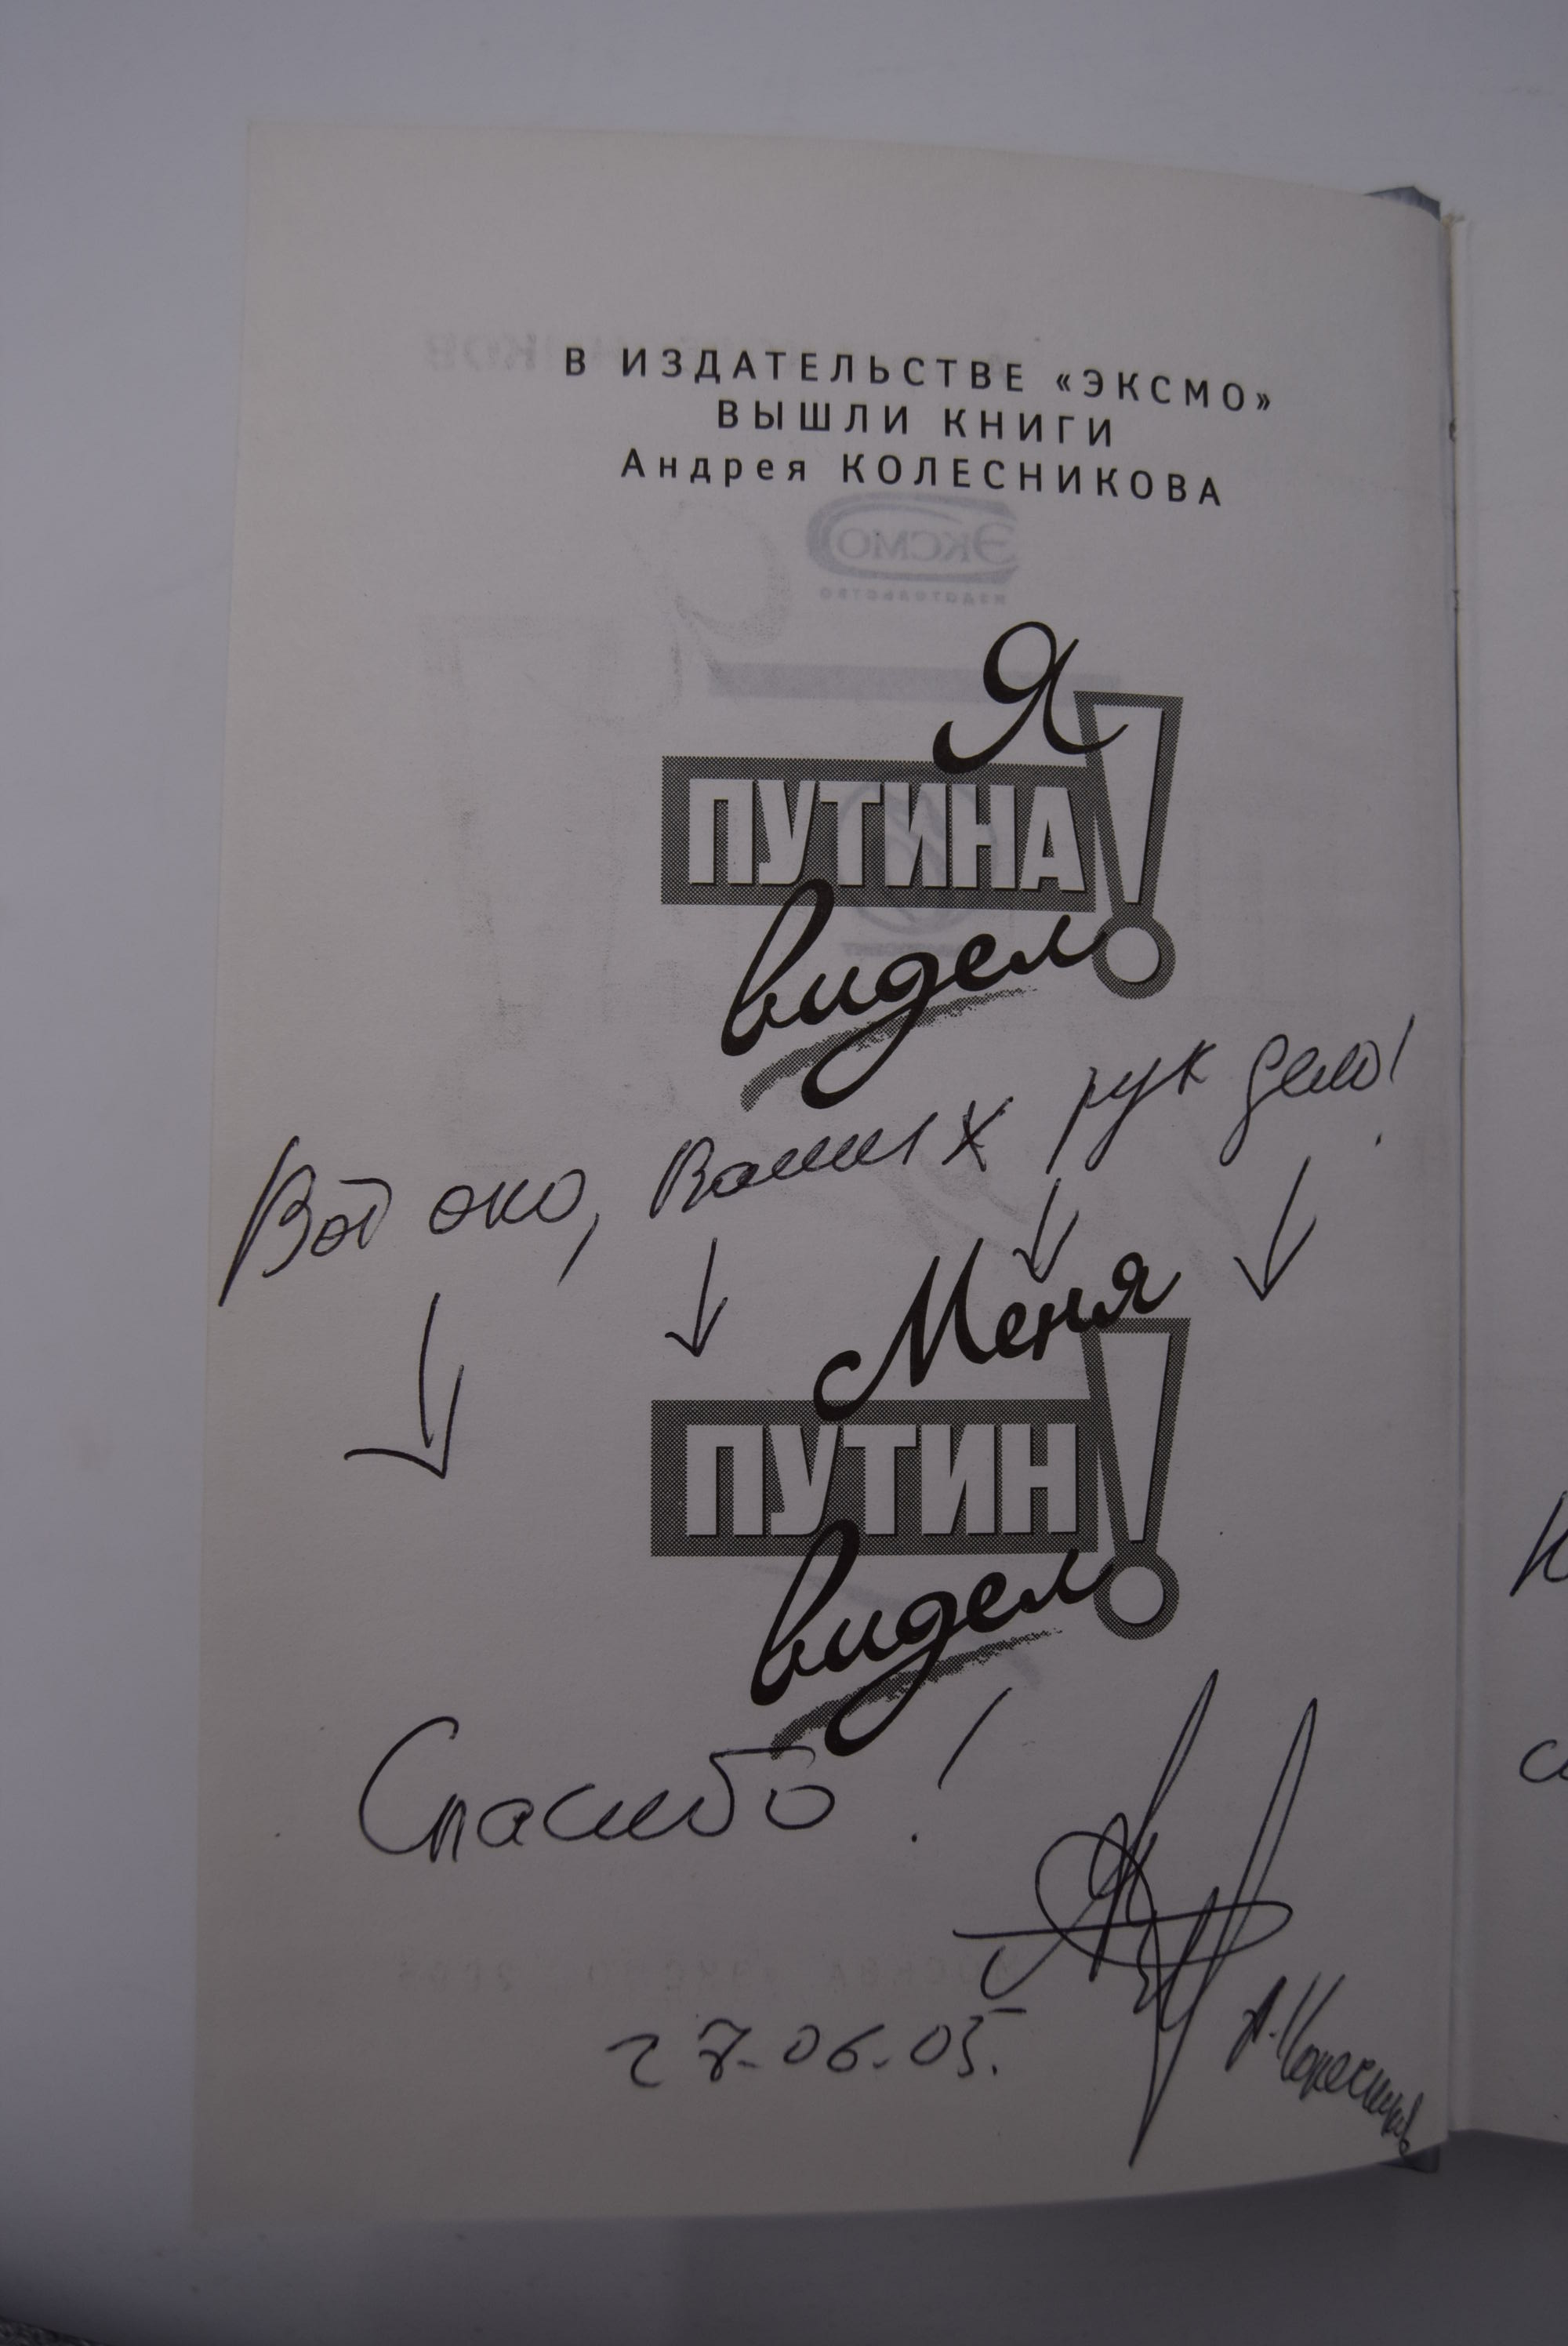 В ИЗДАТЕЛЬСТВЕ «ЭКСМО»
ВЫШЛИ КНИГИ
Андрея КОЛЕСНИКОВА
Я
ПУТИНА!
видел
Вот оно, Ваших рук дело!
Меня
ПУТИН!
видел
Спасибо!
27.06.05.
А. Колесников